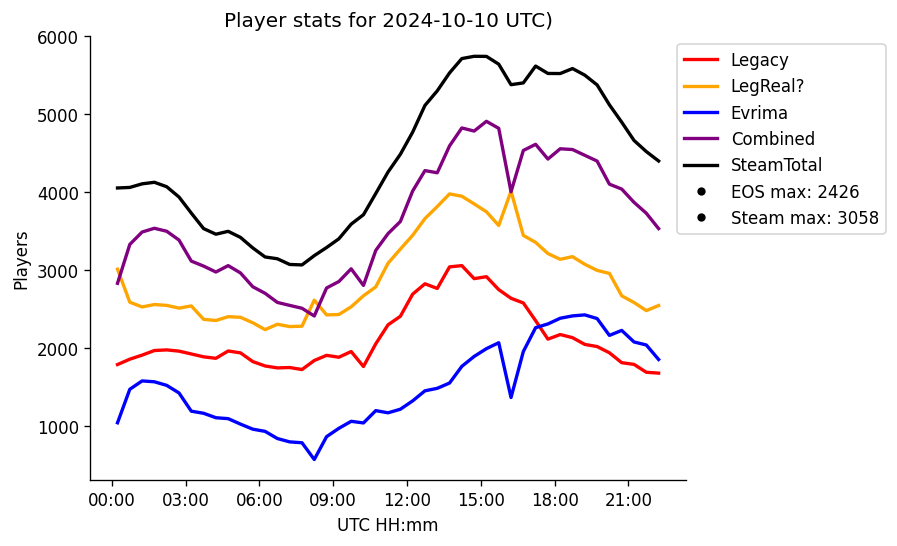 Player stats for 2024-10-10 UTC)
6000
5000
4000
3000
2000
1000
Players
00:00 03:00 06:00 09:00 12:00 15:00 18:00 21:00
UTC HH:mm
Legacy
LegReal?
Evrima
Combined
SteamTotal
EOS max: 2426
Steam max: 3058